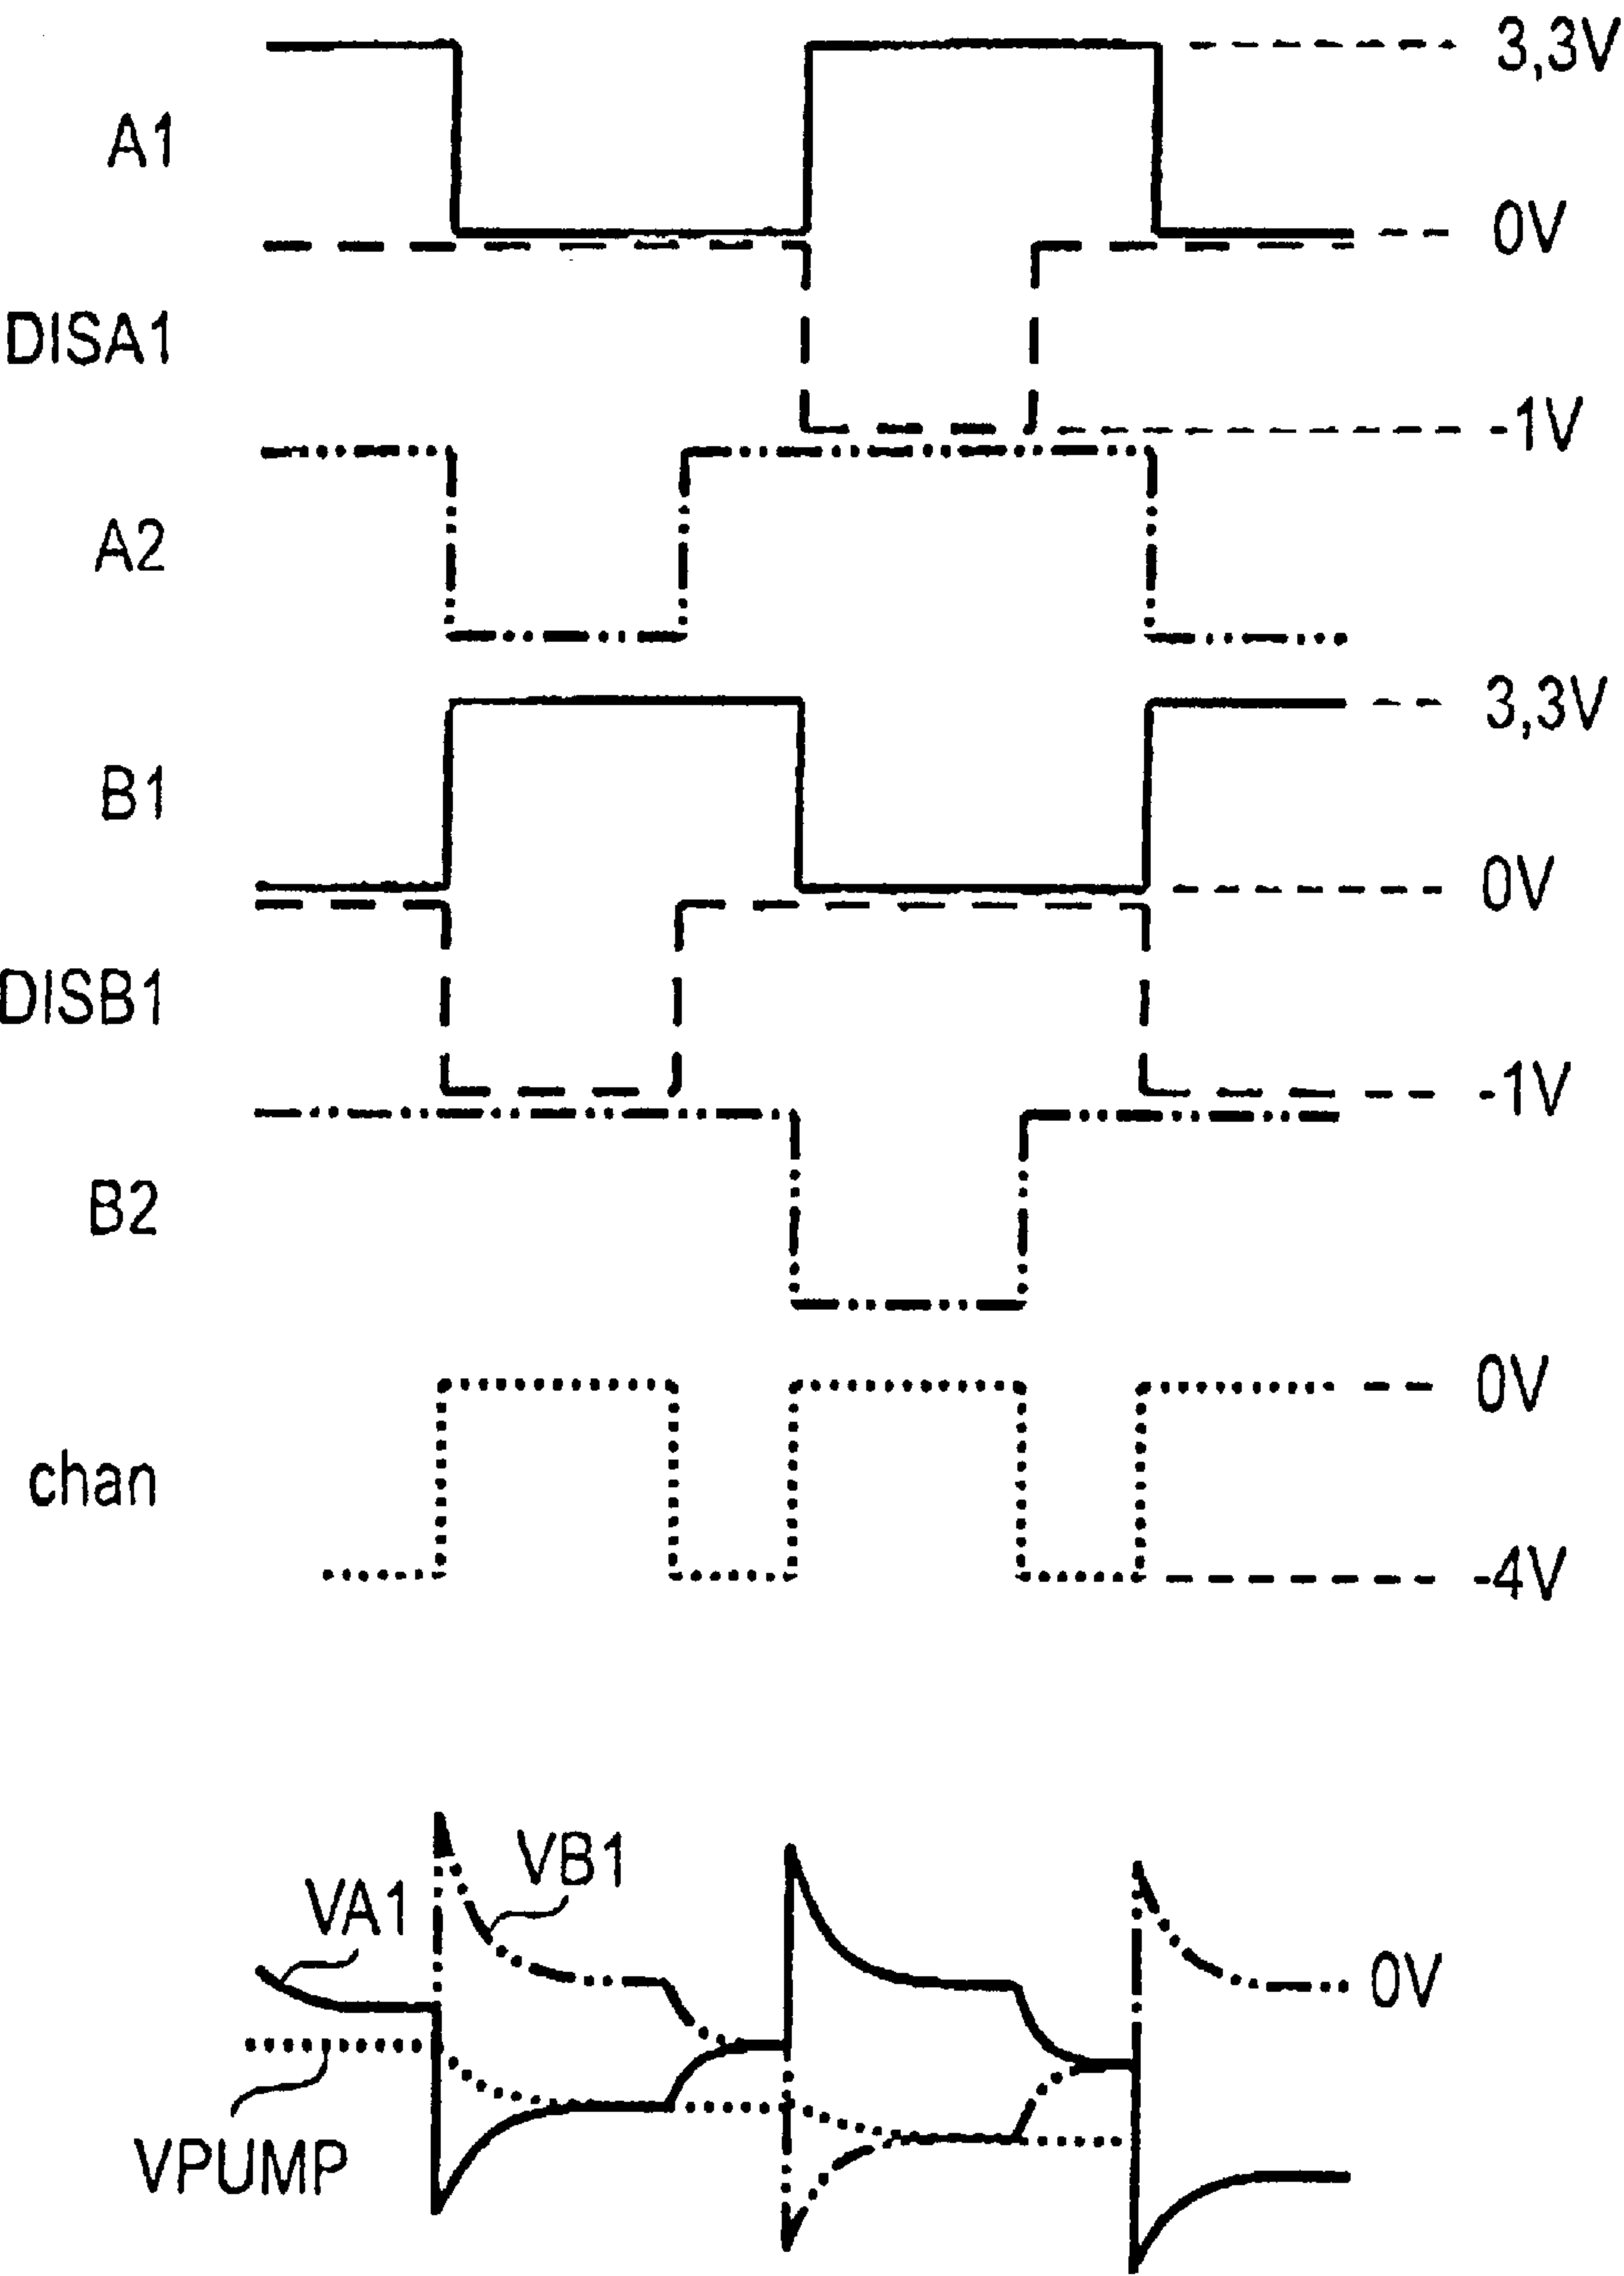 3,3V
A1
0V
DISA1
-1V
A2
3,3V
B1
0V
DISB1
-1V
B2
0V
chan
-4V
VB1
VA1
0V
VPUMP